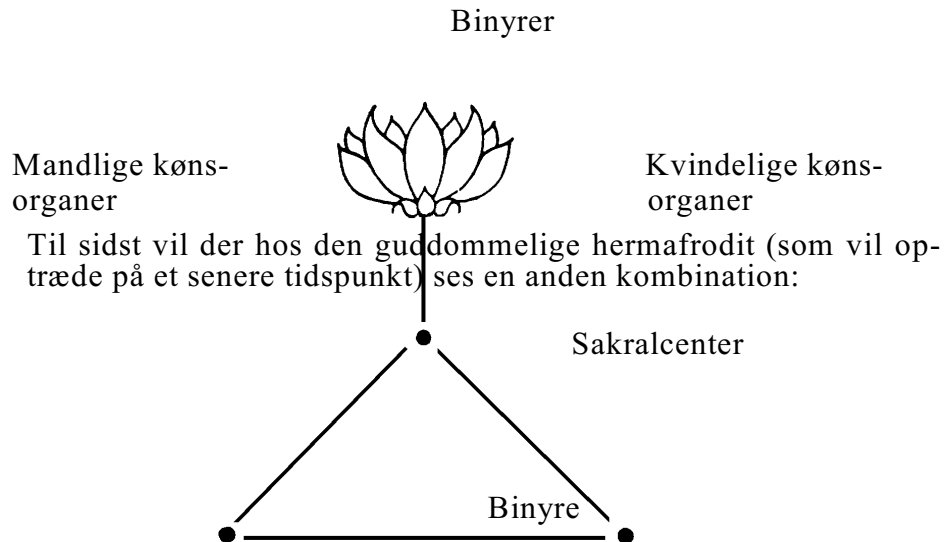 Binyrer
Mandlige køns-
organer
Kvindelige køns-
organer
Til sidst vil der hos den guddommelige hermafrodit (som vil op-
træde på et senere tidspunkt) ses en anden kombination:
Sakralcenter
Binyre